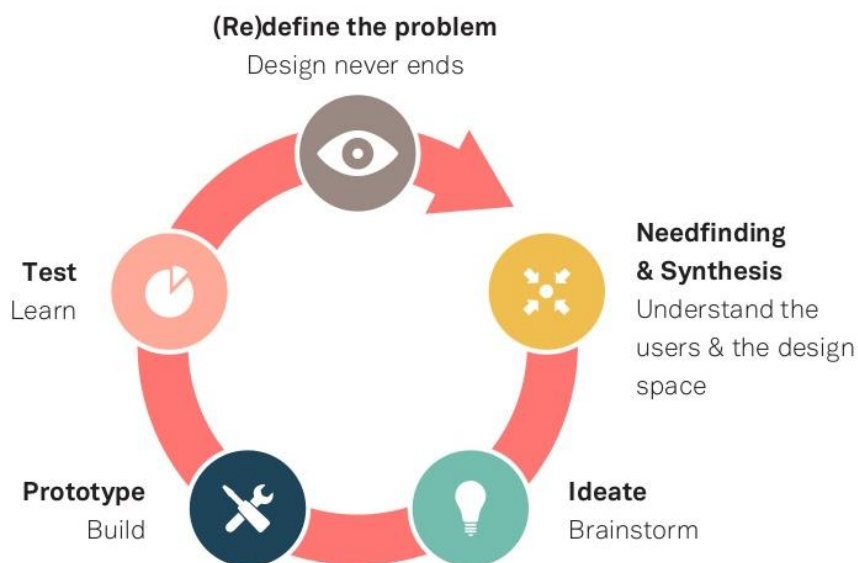 (Re)define the problem
Design never ends
Needfinding
& Synthesis
Understand the
users & the design
space
Ideate
Brainstorm
Prototype
Build
Test
Learn